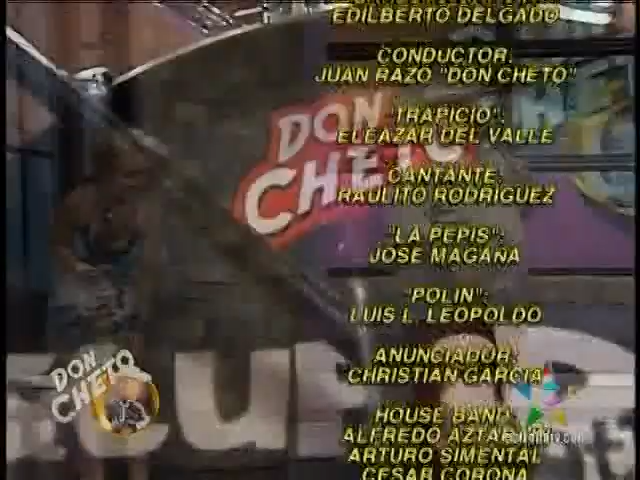 EDILBERTO DELGADO
CONDUCTOR:
JUAN RAZO "DON CHETO"
"TRAPICIO":
ELEAZAR DEL VALLE
CANTANTE:
RAULITO RODRIGUEZ
"LA PEPIS":
JOSE MAGAÑA
"POLIN":
LUIS L. LEOPOLDO
ANUNCIADOR:
CHRISTIAN GARCIA
HOUSE BAND:
ALFREDO
ARTURO SIMENTAL
CESAR CORONA
DON
CHETO
DON
CHETO